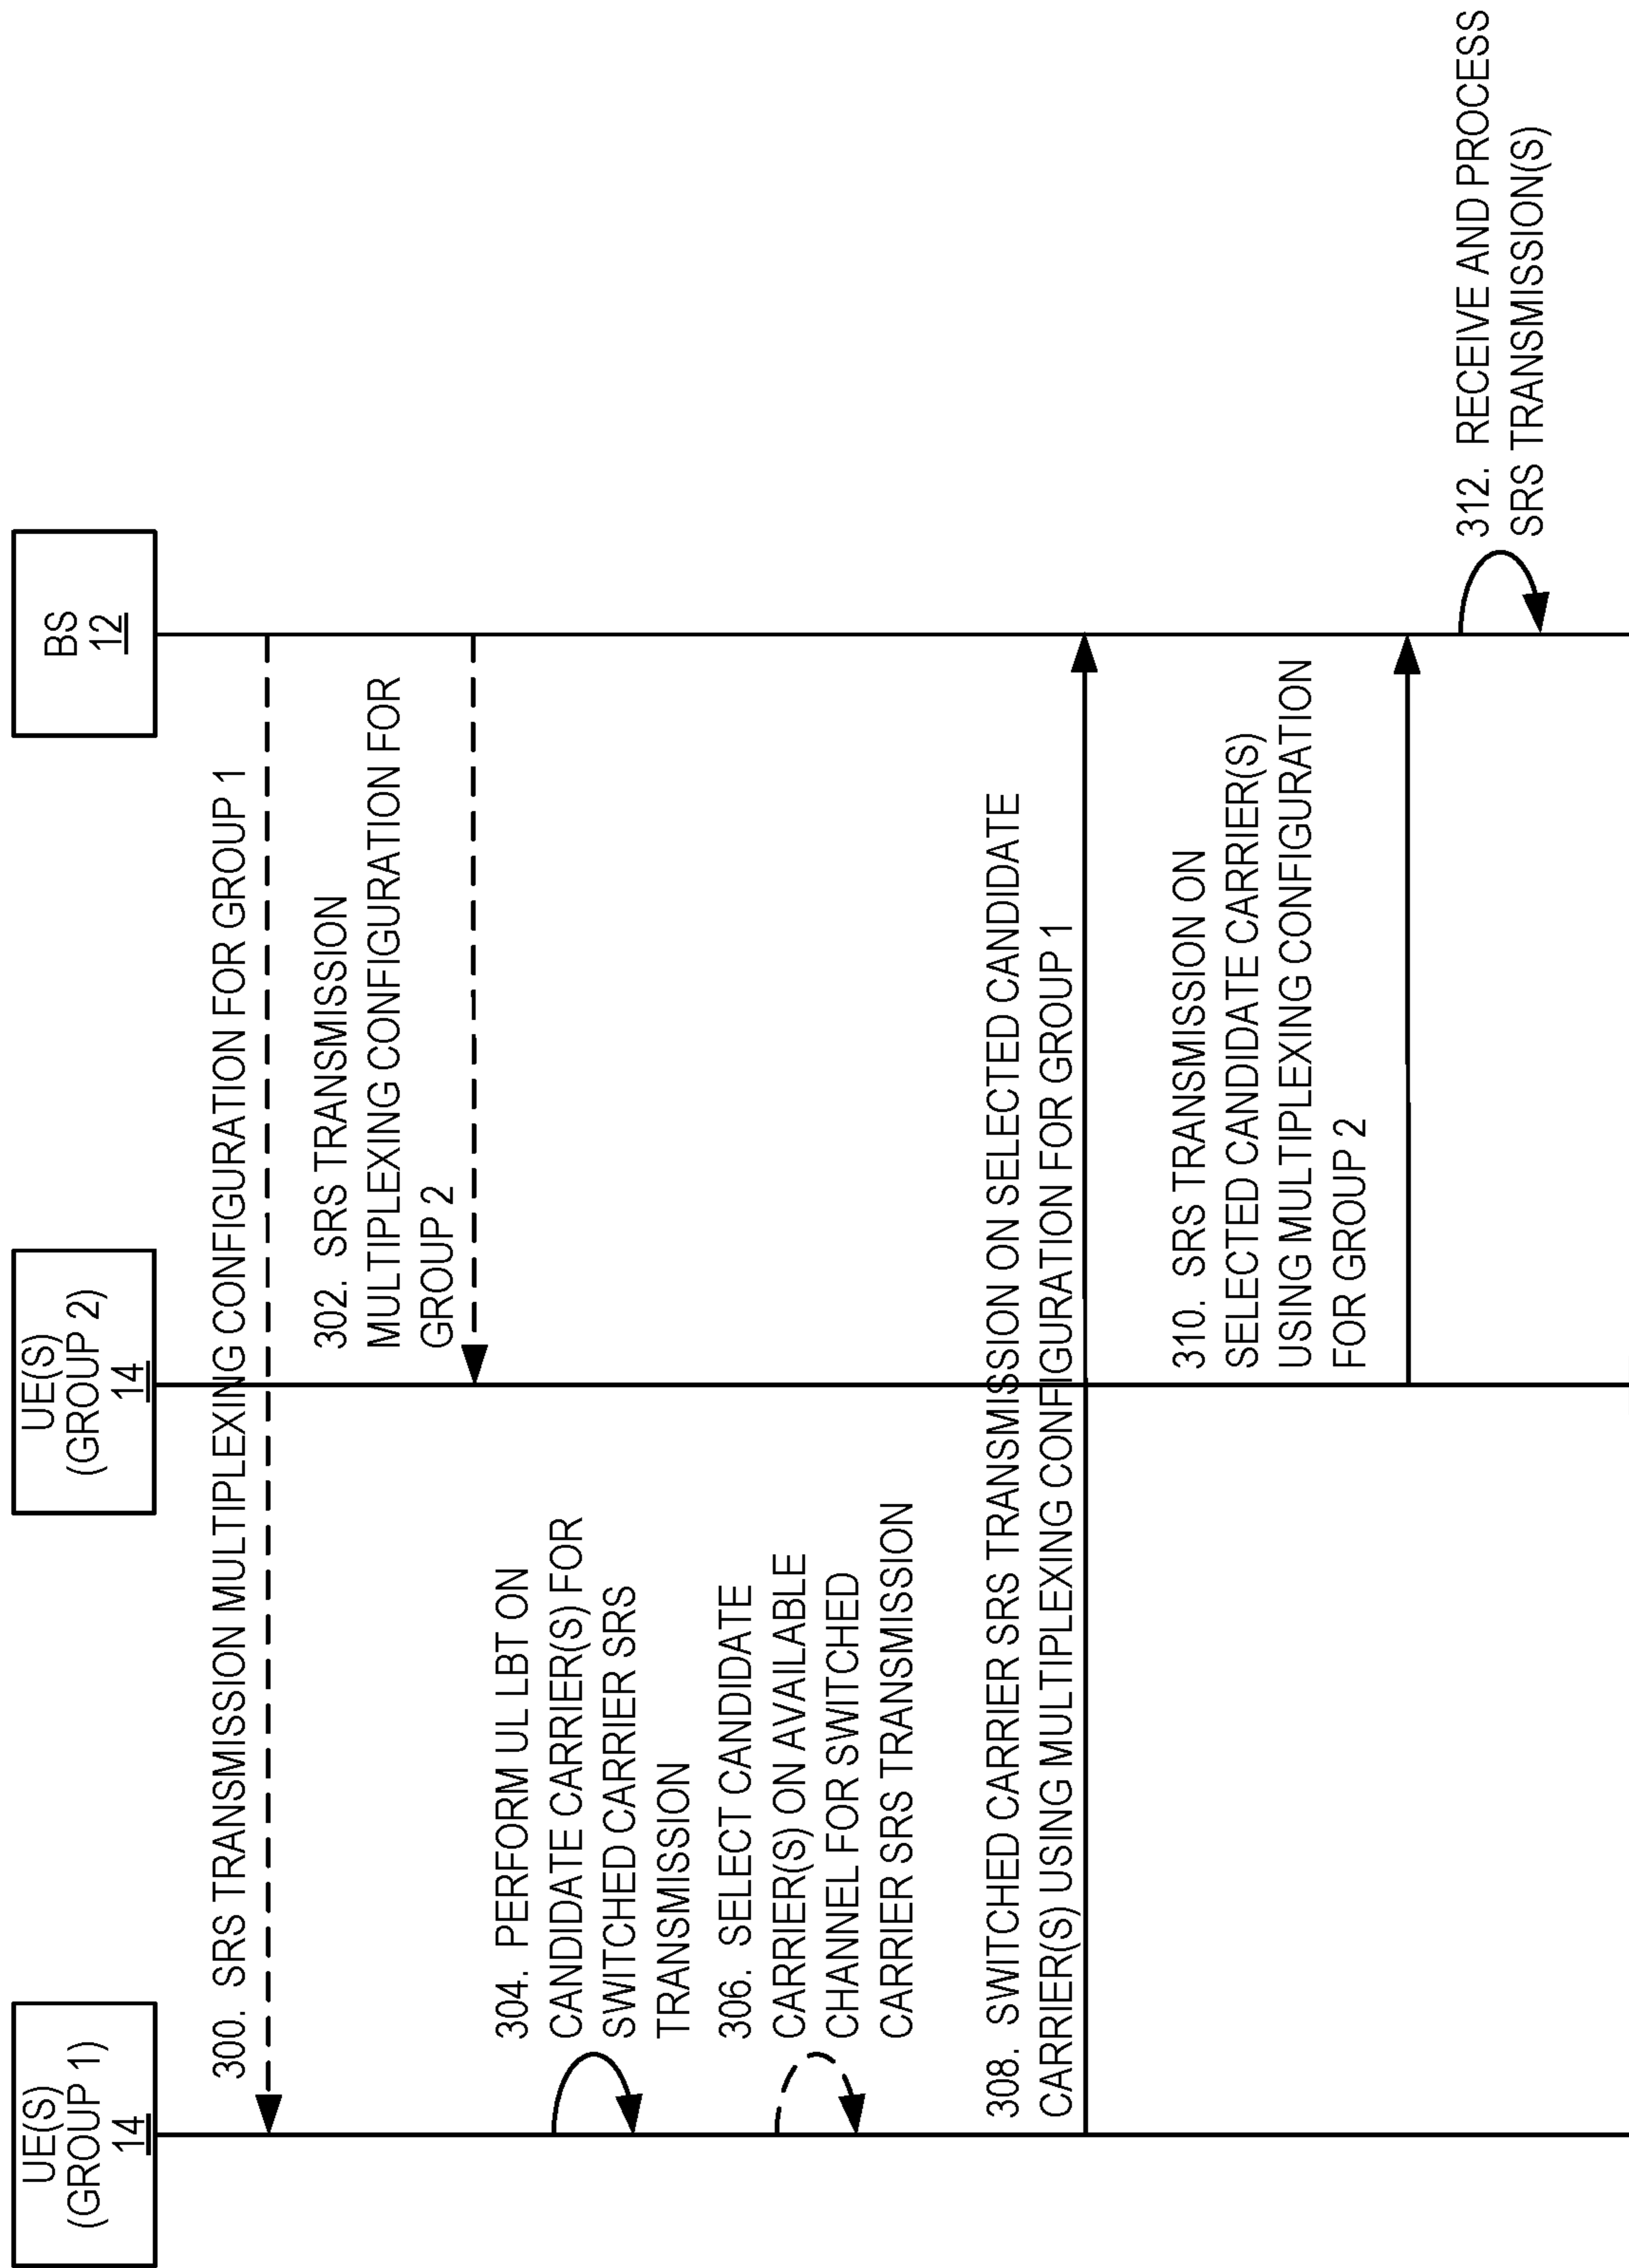 UE(S)
(GROUP 1)
14
UE(S)
(GROUP 2)
14
BS
12
300. SRS TRANSMISSION MULTIPLEXING CONFIGURATION FOR GROUP 1
302. SRS TRANSMISSION
MULTIPLEXING CONFIGURATION FOR
GROUP 2
304. PERFORM UL LBT ON
CANDIDATE CARRIER(S) FOR
SWITCHED CARRIER SRS
TRANSMISSION
306. SELECT CANDIDATE
CARRIER(S) ON AVAILABLE
CHANNEL FOR SWITCHED
CARRIER SRS TRANSMISSION
308. SWITCHED CARRIER SRS TRANSMISSION ON SELECTED CANDIDATE
CARRIER(S) USING MULTIPLEXING CONFIGURATION FOR GROUP 1
310. SRS TRANSMISSION ON
SELECTED CANDIDATE CARRIER(S)
USING MULTIPLEXING CONFIGURATION
FOR GROUP 2
312. RECEIVE AND PROCESS
SRS TRANSMISSION(S)